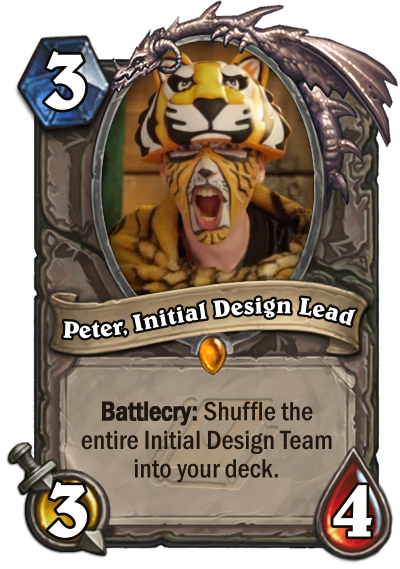 3
Peter, Initial Design Lead
Battlecry: Shuffle the
entire Initial Design Team
into your deck.
3
4